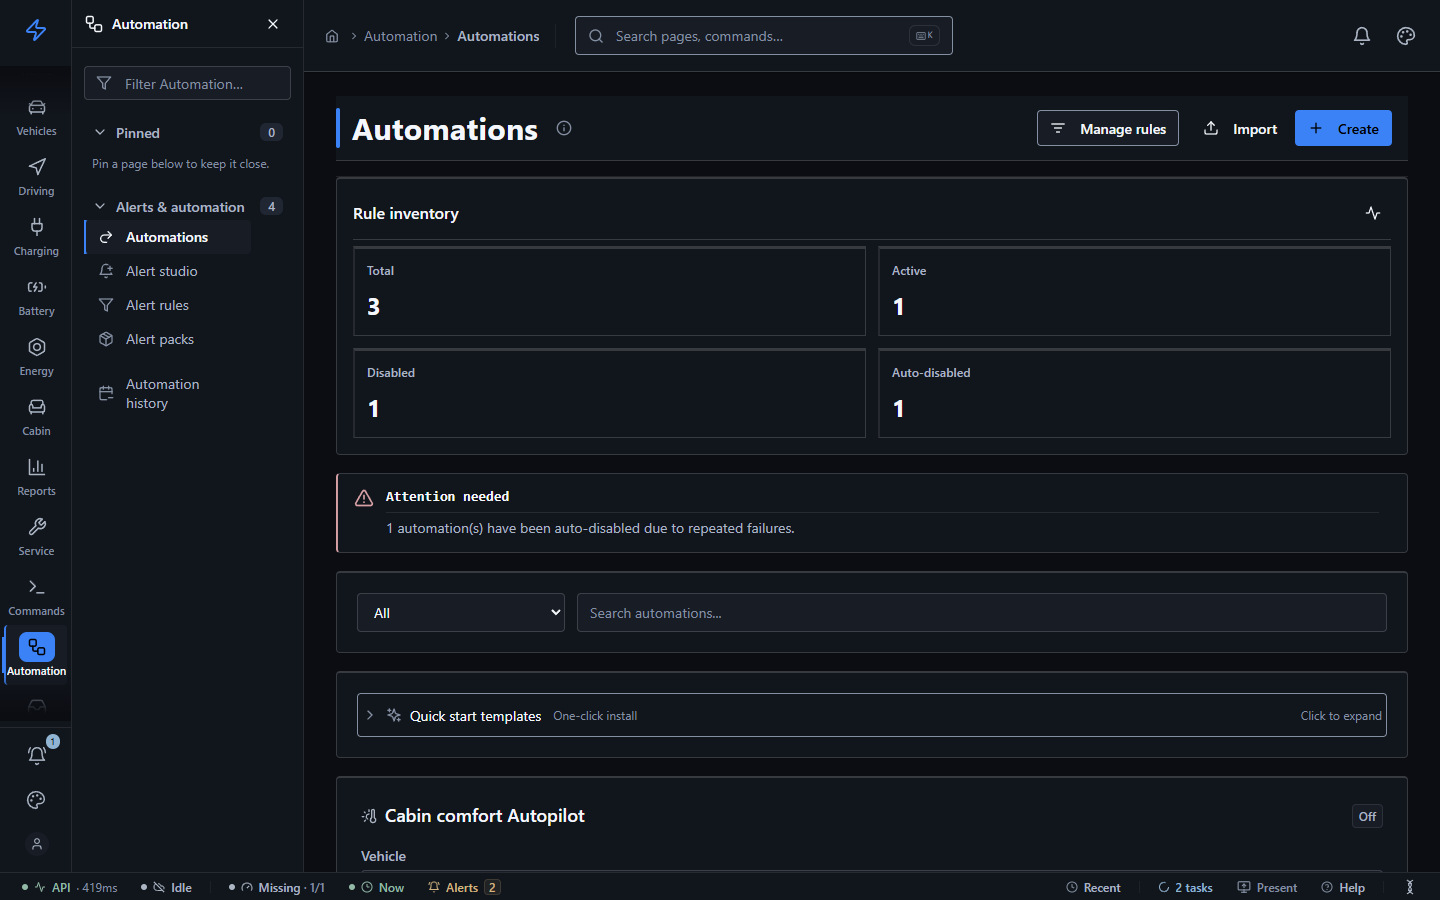 Automation
Automation
Automations
Search pages, commands...
K
Filter Automation...
Pinned
0
Pin a page below to keep it close.
Alerts & automation
4
Automations
Alert studio
Alert rules
Alert packs
Automation
history
Vehicles
Driving
Charging
Battery
Energy
Cabin
Reports
Service
Commands
Automation
1
Automations
Manage rules
Import
Create
Rule inventory
Total
3
Active
1
Disabled
1
Auto-disabled
1
Attention needed
1 automation(s) have been auto-disabled due to repeated failures.
All
Search automations...
Quick start templates
One-click install
Click to expand
Cabin comfort Autopilot
Off
Vehicle
API · 419ms
Idle
Missing · 1/1
Now
Alerts 2
Recent
2 tasks
Present
Help